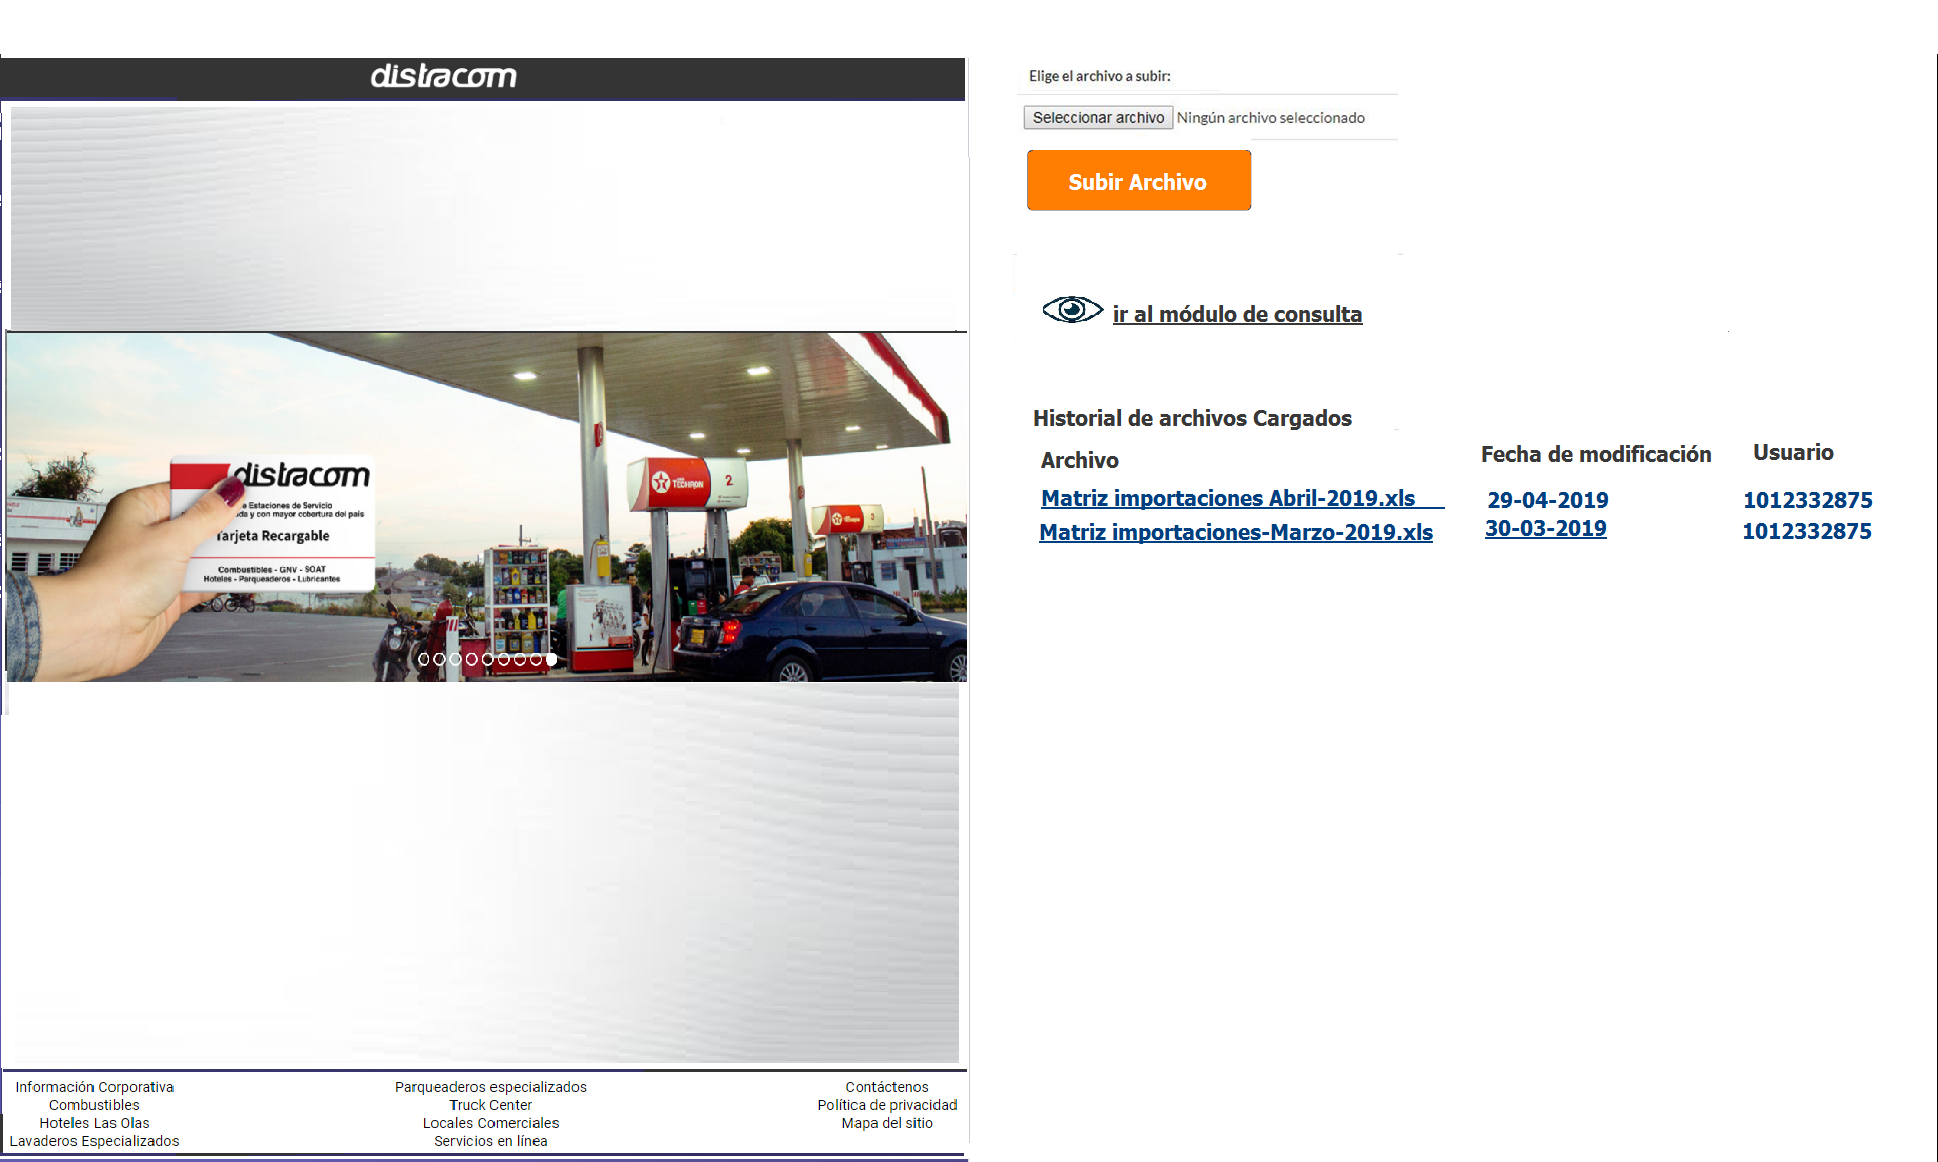 distracom
distracom
Estaciones de Servicio
y con mayor cobertura del país
Tarjeta Recargable
Combustibles - GNV - SOAT
Hoteles - Parqueaderos - Lubricantes
TECHRON
2
3
Información Corporativa
Combustibles
Hoteles Las Olas
Lavaderos Especializados
Parqueaderos especializados
Truck Center
Locales Comerciales
Servicios en línea
Contáctenos
Política de privacidad
Mapa del sitio
Elige el archivo a subir:
Seleccionar archivo Ningún archivo seleccionado
Subir Archivo
ir al módulo de consulta
Historial de archivos Cargados
Archivo Fecha de modificación Usuario
Matriz importaciones Abril-2019.xls 29-04-2019 1012332875
Matriz importaciones-Marzo-2019.xls 30-03-2019 1012332875